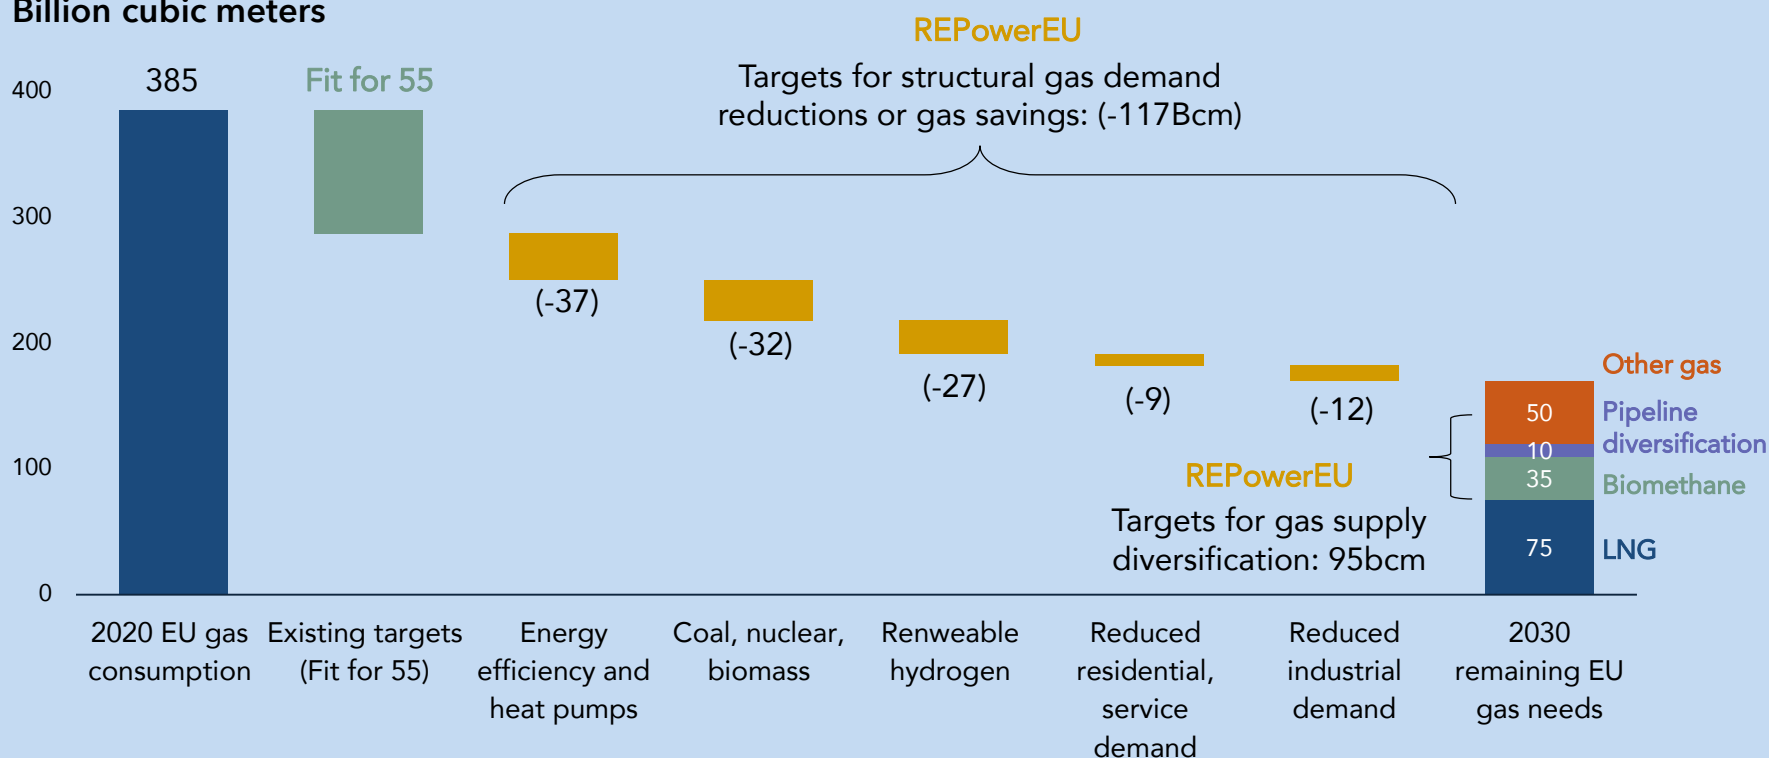 Billion cubic meters
REPowerEU
Targets for structural gas demand
reductions or gas savings: (-117Bcm)
400
300
200
100
0
385
Fit for 55
(-37)
(-32)
(-27)
(-9)
(-12)
REPowerEU
Targets for gas supply
diversification: 95bcm
50
10
35
75
Other gas
Pipeline
diversification
Biomethane
LNG
2020 EU gas
consumption
Existing targets
(Fit for 55)
Energy
efficiency and
heat pumps
Coal, nuclear,
biomass
Renweable
hydrogen
Reduced
residential,
service
demand
Reduced
industrial
demand
2030
remaining EU
gas needs